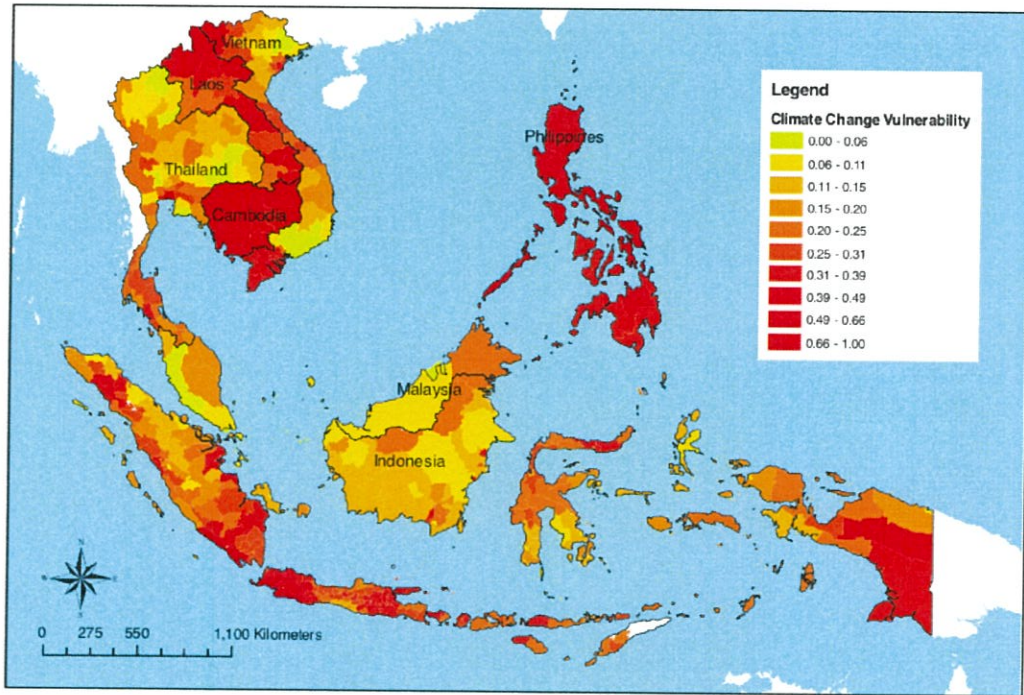 Vietnam
Laos
Philippines
Thailand
Cambodia
Malaysia
Indonesia
Legend
Climate Change Vulnerability
0.00 - 0.06
0.06 - 0.11
0.11 - 0.15
0.15 - 0.20
0.20 - 0.25
0.25 - 0.31
0.31 - 0.39
0.39 - 0.49
0.49 - 0.66
0.66 - 1.00
N
S
0 275 550 1,100 Kilometers